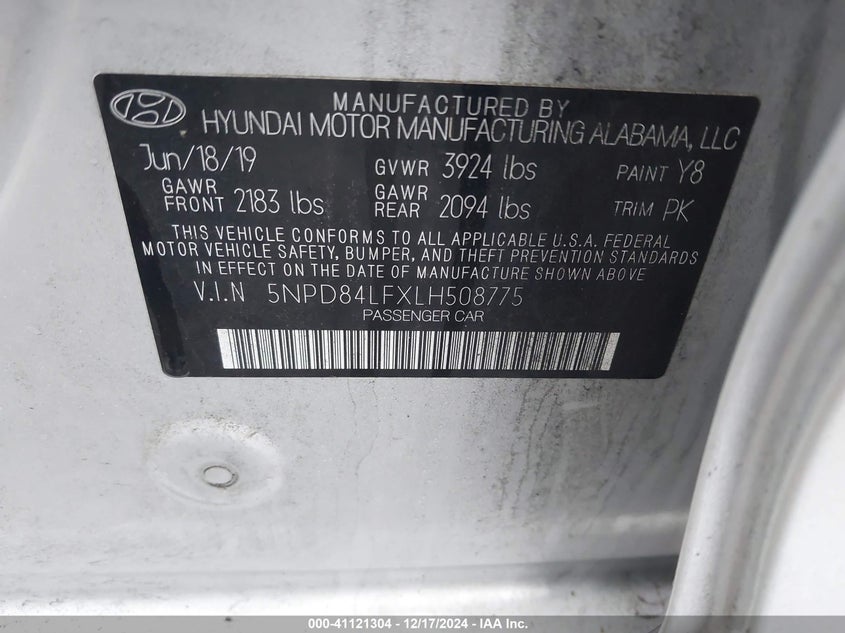 MANUFACTURED BY
HYUNDAI MOTOR MANUFACTURING ALABAMA, LLC
Jun/18/19 GVWR 3924 lbs PAINT Y8
GAWR FRONT 2183 lbs GAWR REAR 2094 lbs TRIM PK
THIS VEHICLE CONFORMS TO ALL APPLICABLE U.S.A. FEDERAL
MOTOR VEHICLE SAFETY, BUMPER, AND THEFT PREVENTION STANDARDS
IN EFFECT ON THE DATE OF MANUFACTURE SHOWN ABOVE
V.I.N 5NPD84LFXLH508775
PASSENGER CAR
000-41121304 - 12/17/2024 - IAA Inc.